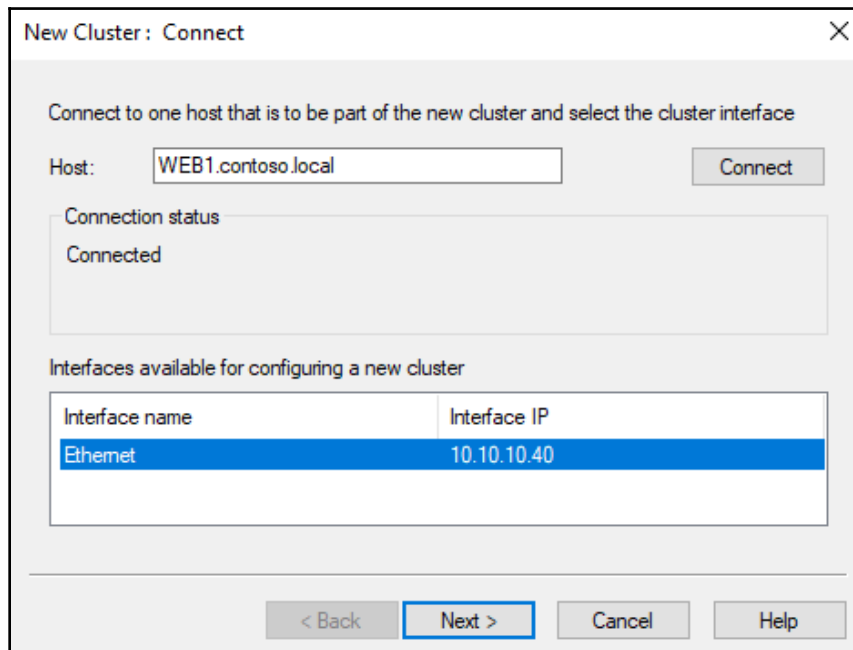 New Cluster : Connect
Connect to one host that is to be part of the new cluster and select the cluster interface
Host: WEB1.contoso.local Connect
Connection status
Connected
Interfaces available for configuring a new cluster
Interface name Interface IP
Ethernet 10.10.10.40
< Back Next > Cancel Help